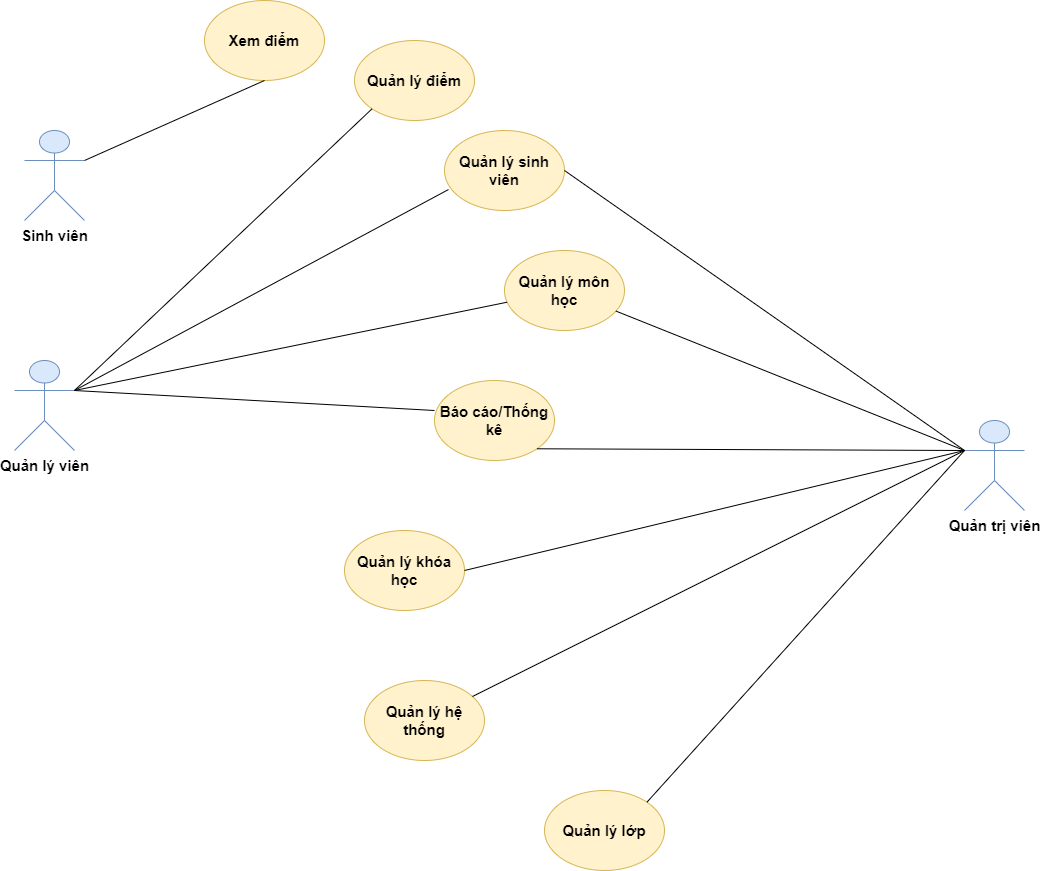 Xem điểm
Quản lý điểm
Quản lý sinh
viên
Sinh viên
Quản lý môn
học
Báo cáo/Thống
kê
Quản lý viên
Quản trị viên
Quản lý khóa
học
Quản lý hệ
thống
Quản lý lớp